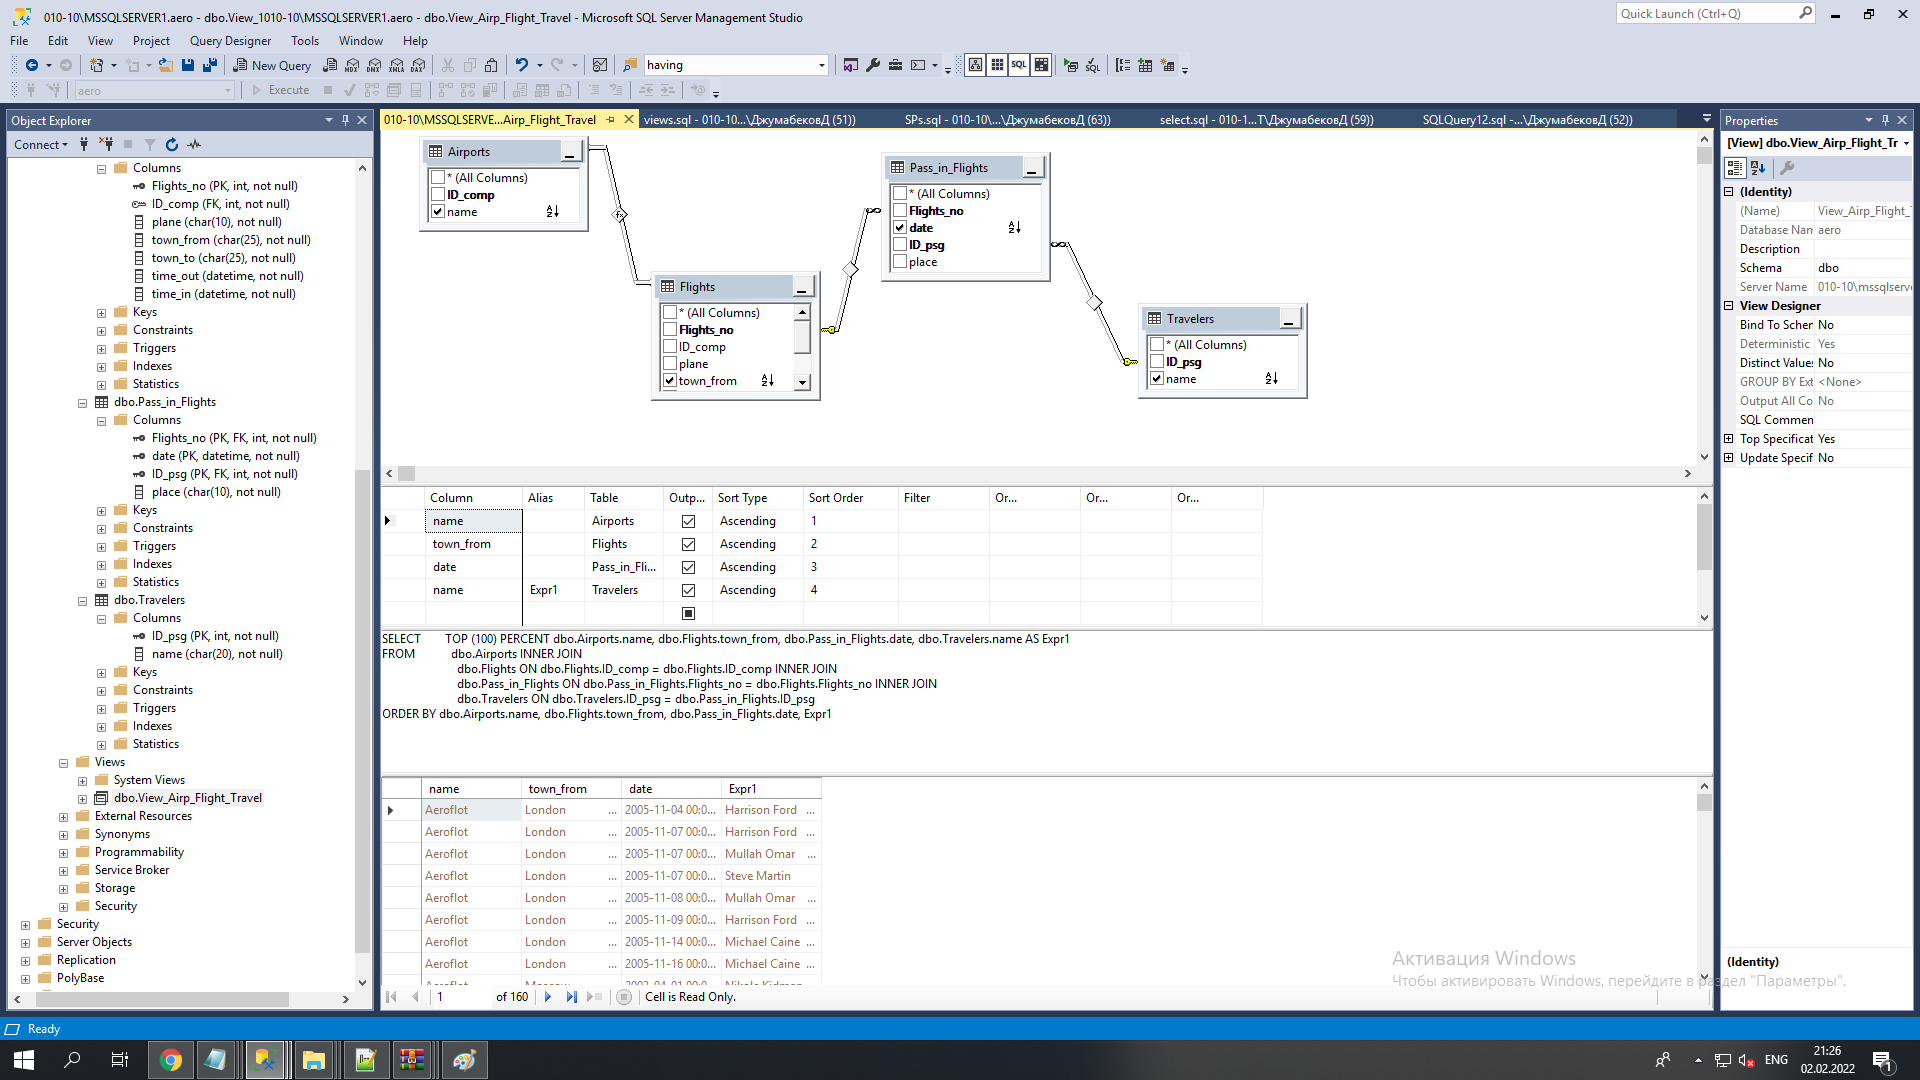 010-10\MSSQLSERVER1.aero - dbo.View_1010-10\MSSQLSERVER1.aero - dbo.View_Airp_Flight_Travel - Microsoft SQL Server Management Studio
Quick Launch (Ctrl+Q)
File Edit View Project Query Designer Tools Window Help
New Query
MDX DMX XMLA DAX
having
SQL
aero
Execute
Object Explorer
Connect
Columns
Flights_no (PK, int, not null)
ID_comp (FK, int, not null)
plane (char(10), not null)
town_from (char(25), not null)
town_to (char(25), not null)
time_out (datetime, not null)
time_in (datetime, not null)
Keys
Constraints
Triggers
Indexes
Statistics
dbo.Pass_in_Flights
Columns
Flights_no (PK, FK, int, not null)
date (PK, datetime, not null)
ID_psg (PK, FK, int, not null)
place (char(10), not null)
Keys
Constraints
Triggers
Indexes
Statistics
dbo.Travelers
Columns
ID_psg (PK, int, not null)
name (char(20), not null)
Keys
Constraints
Triggers
Indexes
Statistics
Views
System Views
dbo.View_Airp_Flight_Travel
External Resources
Synonyms
Programmability
Service Broker
Storage
Security
Security
Server Objects
Replication
PolyBase
010-10\MSSQLSERVE...Airp_Flight_Travel
views.sql - 010-10...\ДжумабековД (51))
SPs.sql - 010-10\...\ДжумабековД (63))
select.sql - 010-1...Т\ДжумабековД (59))
SQLQuery12.sql -...\ДжумабековД (52))
Airports
* (All Columns)
ID_comp
name
Flights
* (All Columns)
Flights_no
ID_comp
plane
town_from
Pass_in_Flights
* (All Columns)
Flights_no
date
ID_psg
place
Travelers
* (All Columns)
ID_psg
name
Column Alias Table Outp... Sort Type Sort Order Filter Or... Or... Or...
name Airports Ascending 1
town_from Flights Ascending 2
date Pass_in_Fli... Ascending 3
name Expr1 Travelers Ascending 4
SELECT TOP (100) PERCENT dbo.Airports.name, dbo.Flights.town_from, dbo.Pass_in_Flights.date, dbo.Travelers.name AS Expr1
FROM dbo.Airports INNER JOIN
dbo.Flights ON dbo.Flights.ID_comp = dbo.Flights.ID_comp INNER JOIN
dbo.Pass_in_Flights ON dbo.Pass_in_Flights.Flights_no = dbo.Flights.Flights_no INNER JOIN
dbo.Travelers ON dbo.Travelers.ID_psg = dbo.Pass_in_Flights.ID_psg
ORDER BY dbo.Airports.name, dbo.Flights.town_from, dbo.Pass_in_Flights.date, Expr1
name town_from date Expr1
Aeroflot London ... 2005-11-04 00:0... Harrison Ford ...
Aeroflot London ... 2005-11-07 00:0... Harrison Ford ...
Aeroflot London ... 2005-11-07 00:0... Mullah Omar ...
Aeroflot London ... 2005-11-07 00:0... Steve Martin
Aeroflot London ... 2005-11-08 00:0... Mullah Omar ...
Aeroflot London ... 2005-11-09 00:0... Harrison Ford ...
Aeroflot London ... 2005-11-14 00:0... Michael Caine ...
Aeroflot London ... 2005-11-16 00:0... Michael Caine ...
1 of 160 Cell is Read Only.
Properties
[View] dbo.View_Airp_Flight_Tr
(Identity)
(Name) View_Airp_Flight_
Database Nam aero
Description
Schema dbo
Server Name 010-10\mssqlserve
View Designer
Bind To Scher No
Deterministic Yes
Distinct Values No
GROUP BY Ext <None>
Output All Co No
SQL Commen
Top Specificat Yes
Update Specif No
(Identity)
Активация Windows
Чтобы активировать Windows, перейдите в раздел "Параметры".
Ready
ENG
21:26
02.02.2022
1